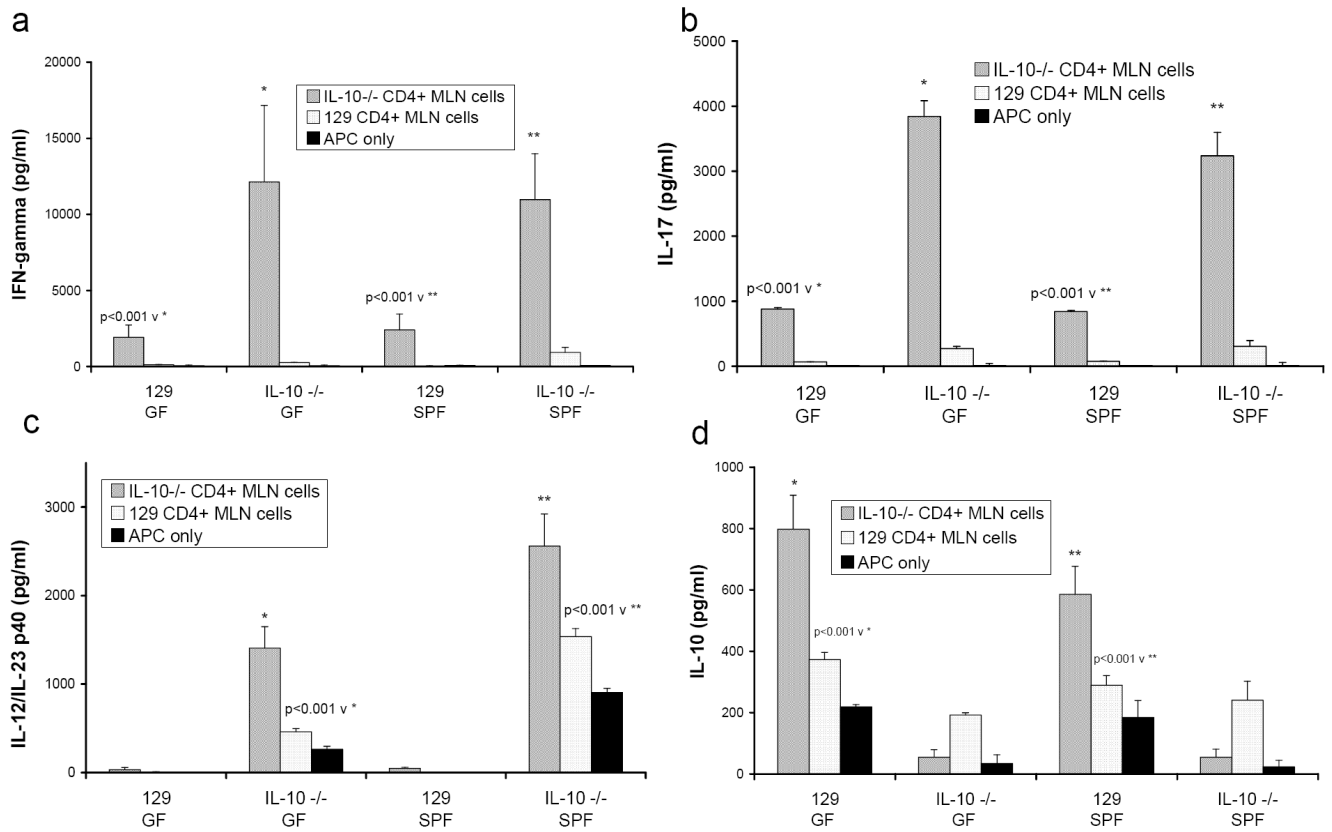 a
IFN-gamma (pg/ml)
20000
15000
10000
5000
0
IL-10-/- CD4+ MLN cells
129 CD4+ MLN cells
APC only
p<0.001 v *
*
p<0.001 v **
**
129 IL-10 -/- 129 IL-10 -/-
GF GF SPF SPF
b
IL-17 (pg/ml)
5000
4000
3000
2000
1000
0
IL-10-/- CD4+ MLN cells
129 CD4+ MLN cells
APC only
p<0.001 v *
*
p<0.001 v **
**
129 IL-10 -/- 129 IL-10 -/-
GF GF SPF SPF
c
IL-12/IL-23 p40 (pg/ml)
3000
2000
1000
0
IL-10-/- CD4+ MLN cells
129 CD4+ MLN cells
APC only
*
p<0.001 v *
**
p<0.001 v **
129 IL-10 -/- 129 IL-10 -/-
GF GF SPF SPF
d
IL-10 (pg/ml)
1000
800
600
400
200
0
IL-10-/- CD4+ MLN cells
129 CD4+ MLN cells
APC only
*
p<0.001 v *
**
p<0.001 v **
129 IL-10 -/- 129 IL-10 -/-
GF GF SPF SPF